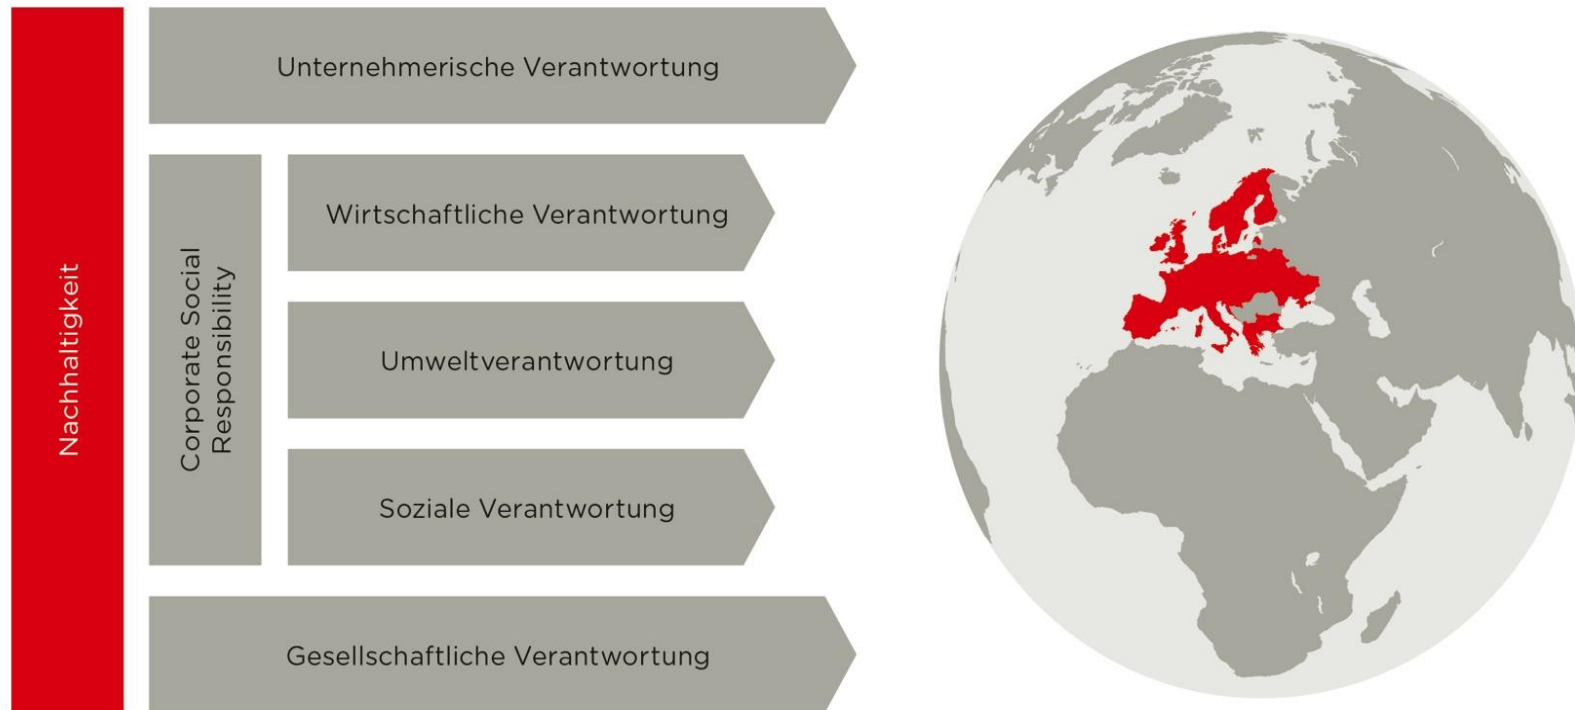 Nachhaltigkeit
Unternehmerische Verantwortung
Corporate Social
Responsibility
Wirtschaftliche Verantwortung
Umweltverantwortung
Soziale Verantwortung
Gesellschaftliche Verantwortung